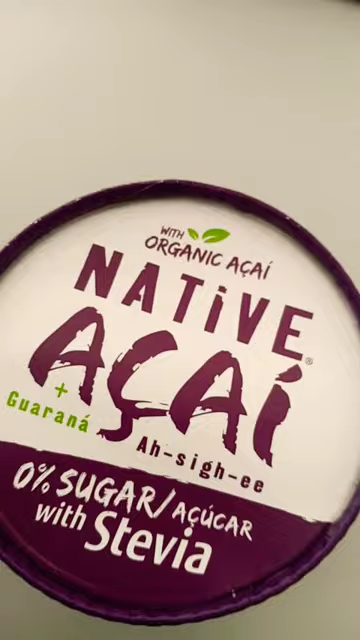 WITH
ORGANIC AÇAÍ
NATiVE
AÇAÍ®
+
Guaraná
Ah-sigh-ee
0% SUGAR/AÇÚCAR
with Stevia